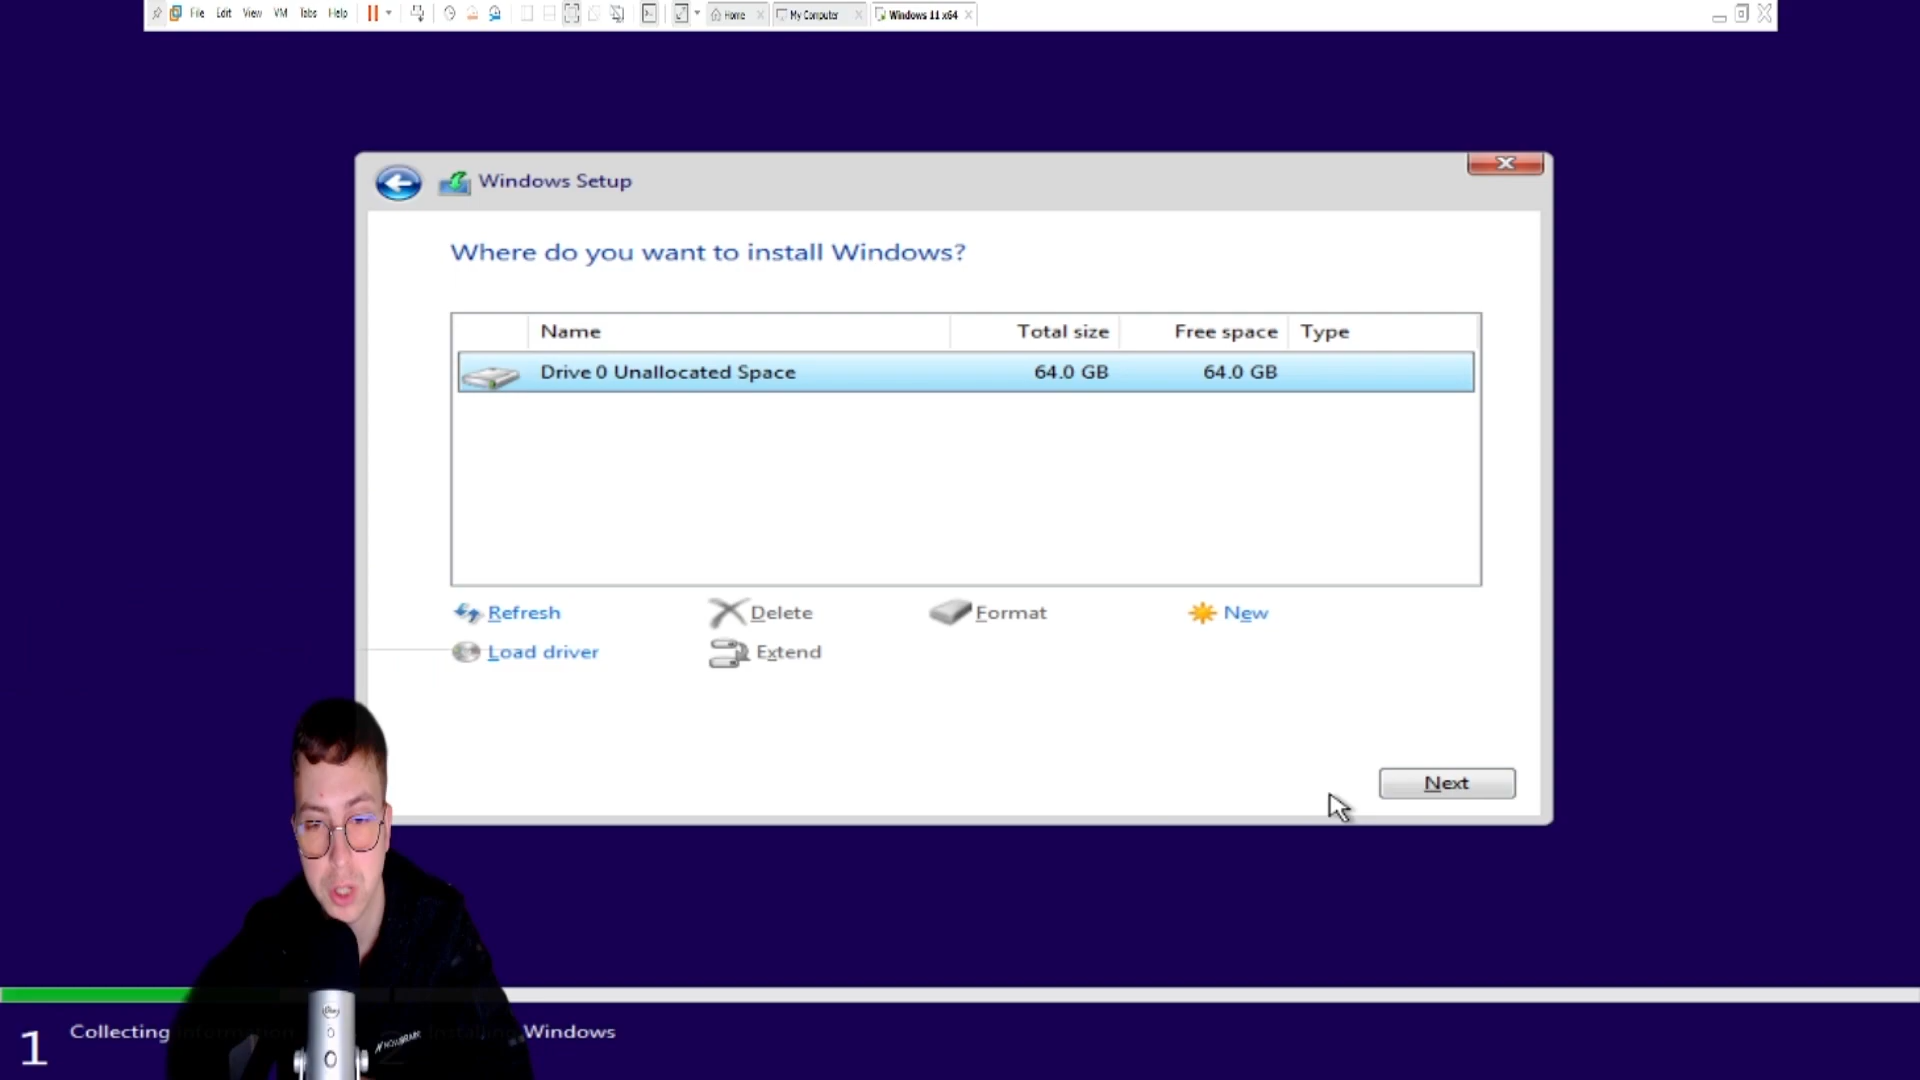 File Edit View VM Tabs Help Home My Computer Windows 11 x64
Windows Setup
Where do you want to install Windows?
Name Total size Free space Type
Drive 0 Unallocated Space 64.0 GB 64.0 GB
Refresh Delete Format New
Load driver Extend
Next
1 Collecting information 2 Installing Windows